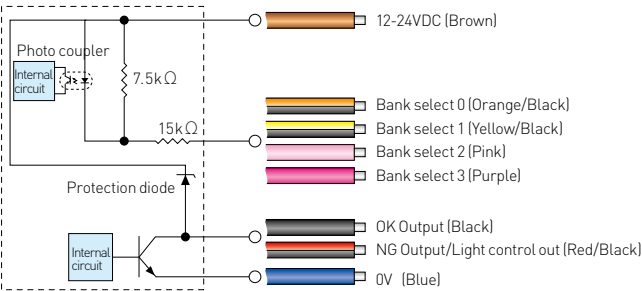 12-24VDC (Brown)
Photo coupler
Internal
circuit
7.5kΩ
15kΩ
Bank select 0 (Orange/Black)
Bank select 1 (Yellow/Black)
Bank select 2 (Pink)
Bank select 3 (Purple)
Protection diode
OK Output (Black)
NG Output/Light control out (Red/Black)
Internal
circuit
0V (Blue)